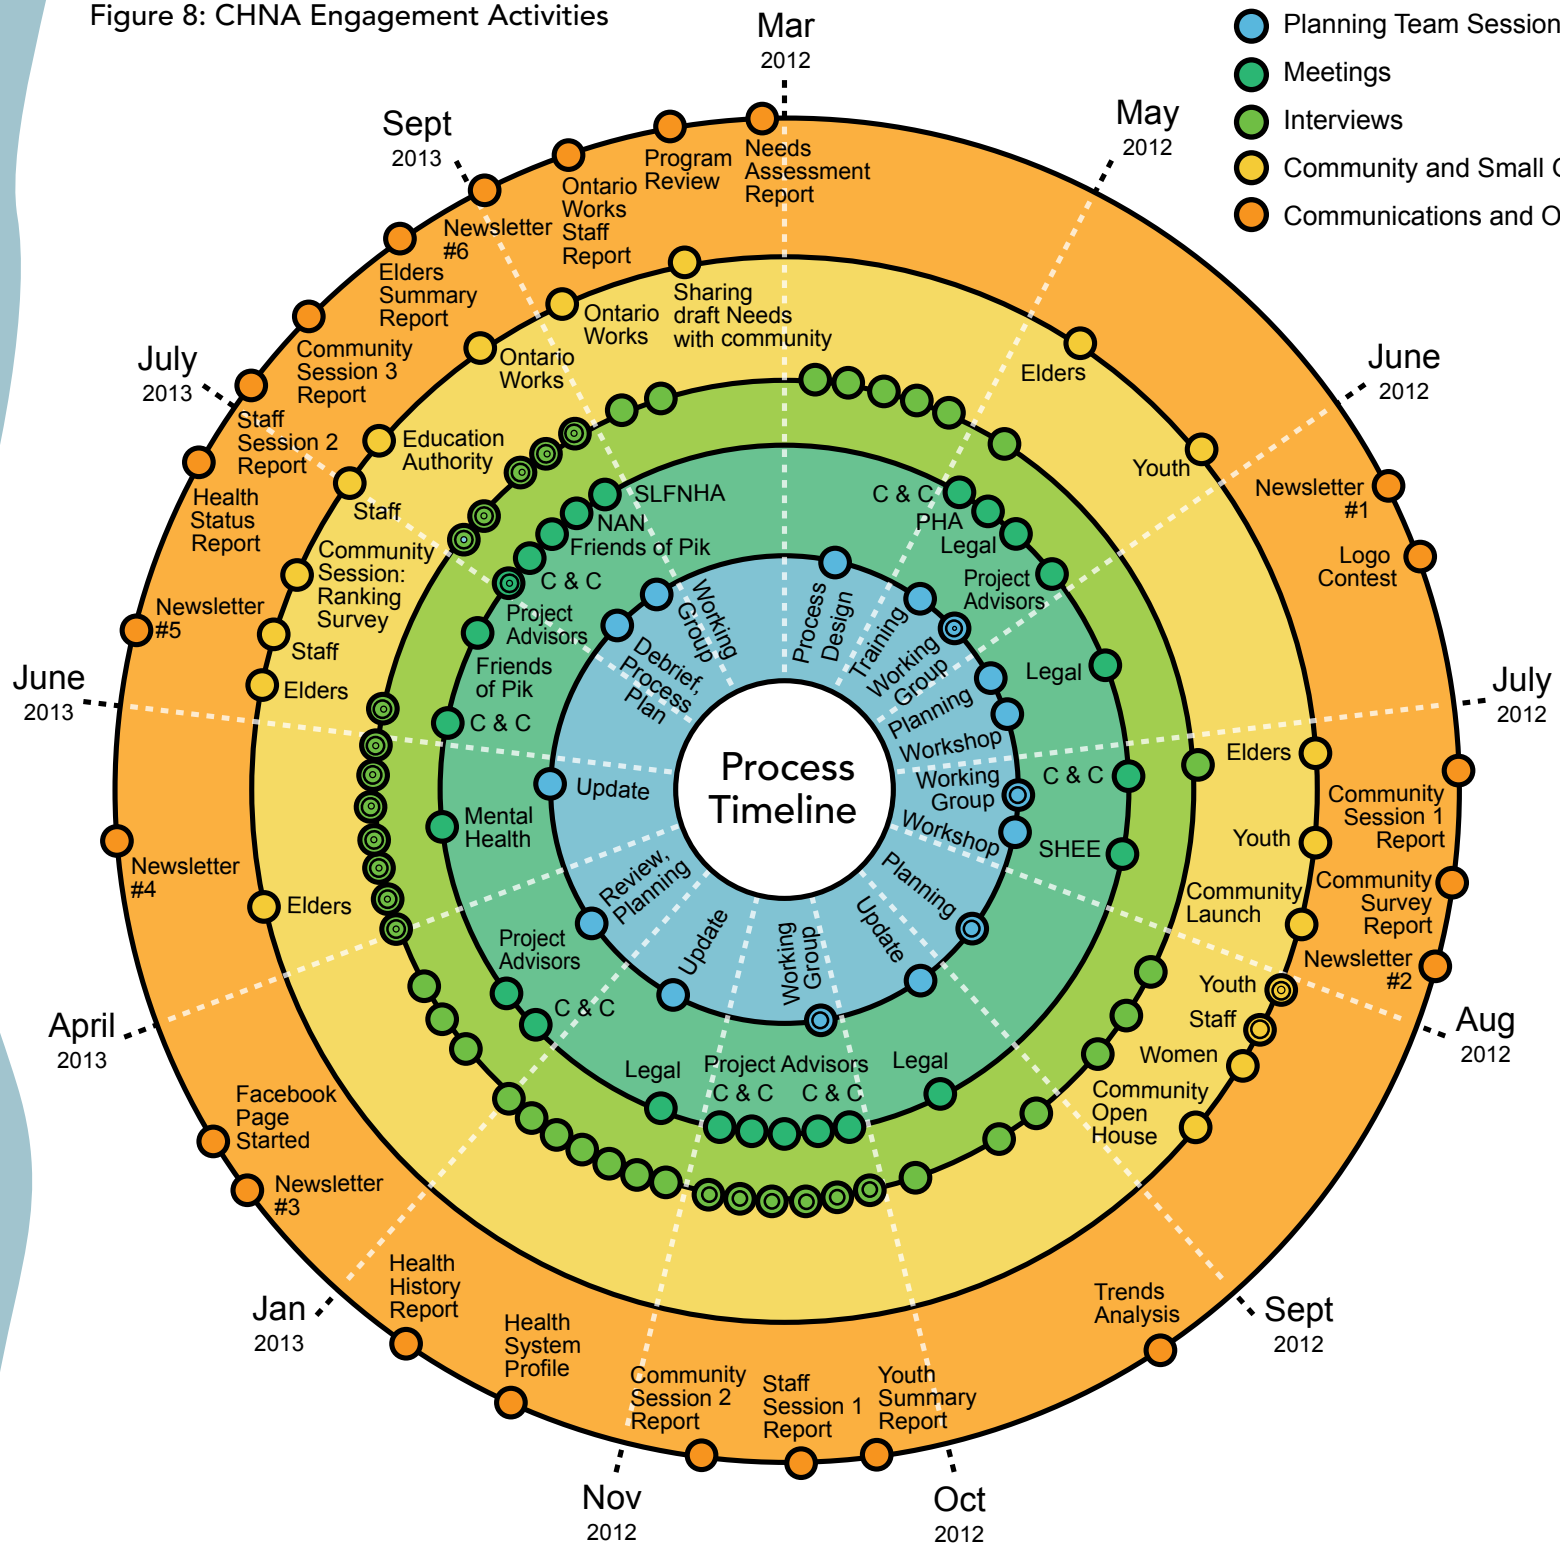 Figure 8: CHNA Engagement Activities
Planning Team Session
Meetings
Interviews
Community and Small
Communications and
Mar
2012
May
2012
June
2012
July
2012
Aug
2012
Sept
2012
Oct
2012
Nov
2012
Jan
2013
April
2013
June
2013
July
2013
Sept
2013
Needs
Assessment
Report
Program
Review
Ontario
Works
Staff
Report
Newsletter
#6
Elders
Summary
Report
Community
Session 3
Report
Staff
Session 2
Report
Health
Status
Report
Newsletter
#5
Newsletter
#4
Facebook
Page
Started
Newsletter
#3
Health
History
Report
Health
System
Profile
Community
Session 2
Report
Staff
Session 1
Report
Youth
Summary
Report
Trends
Analysis
Newsletter
#2
Community
Survey
Report
Community
Session 1
Report
Logo
Contest
Newsletter
#1
Sharing
draft Needs
with community
Ontario
Works
Ontario
Works
Education
Authority
Staff
Community
Session:
Ranking
Survey
Staff
Elders
Elders
Community
Open
House
Women
Staff
Youth
Community
Launch
Youth
Elders
Youth
Elders
SLFNHA
NAN
Friends of Pik
C & C
Project
Advisors
Friends
of Pik
C & C
Mental
Health
Project
Advisors
C & C
Legal
Project Advisors
C & C
C & C
Legal
SHEE
C & C
Legal
Project
Advisors
Legal
PHA
C & C
Process
Design
Training
Working
Group
Planning
Workshop
Working
Group
Workshop
Planning
Update
Working
Group
Update
Review,
Planning
Update
Debrief,
Process
Plan
Working
Group
Process
Timeline